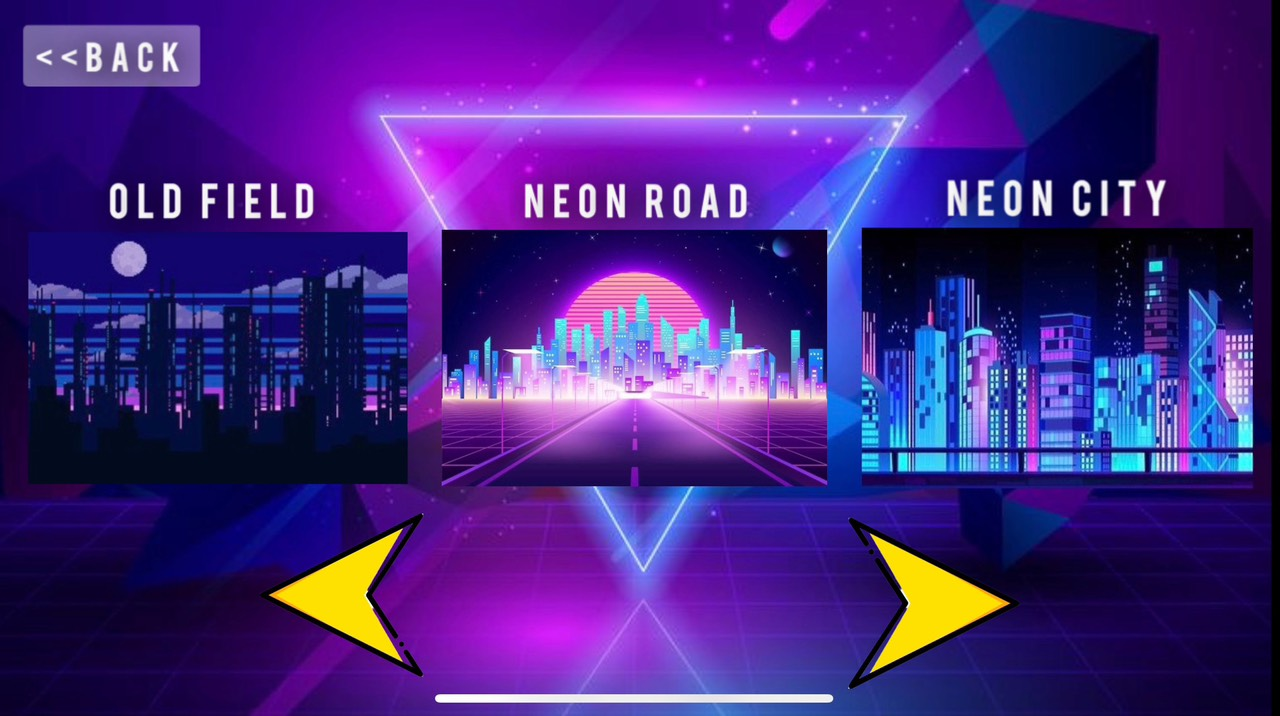 <<BACK
OLD FIELD
NEON ROAD
NEON CITY